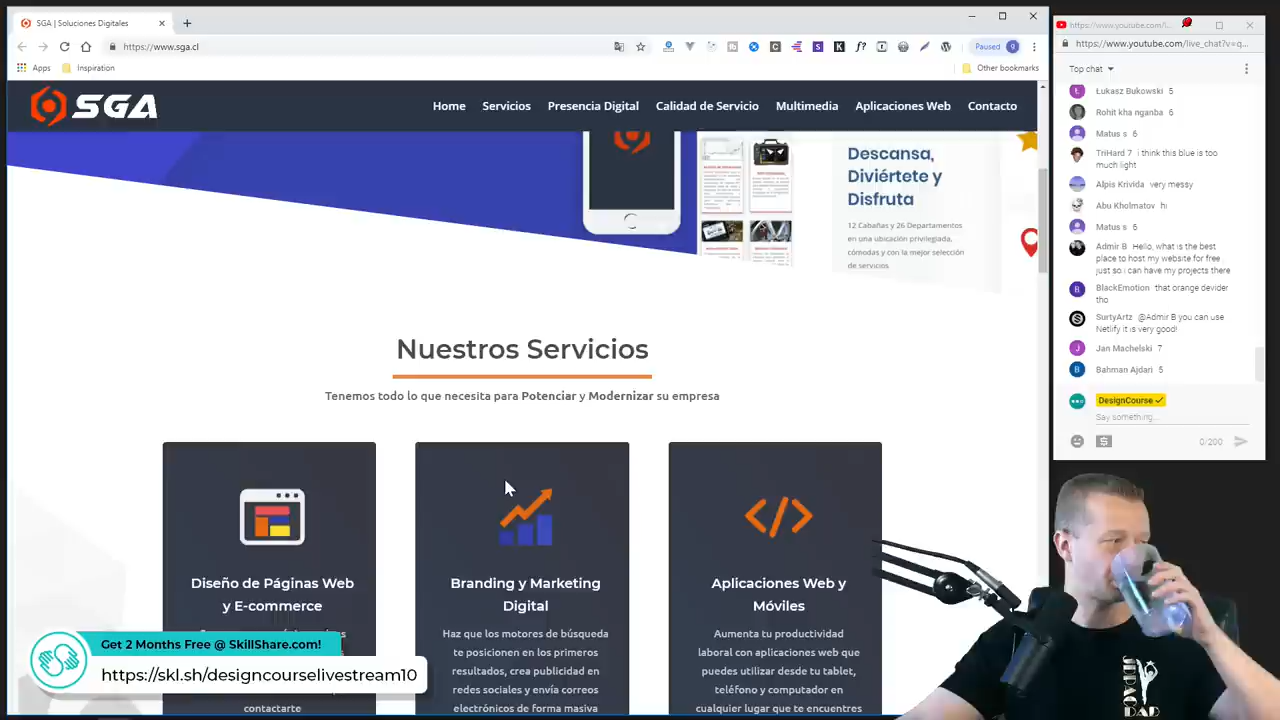 SGA | Soluciones Digitales
https://www.sga.cl
Paused
Apps
Inspiration
Other bookmarks
SGA
Home
Servicios
Presencia Digital
Calidad de Servicio
Multimedia
Aplicaciones Web
Contacto
Descansa,
Diviértete y
Disfruta
12 Cabañas y 26 Departamentos
en una ubicación privilegiada,
cómodas y con la mejor selección
de servicios
Nuestros Servicios
Tenemos todo lo que necesita para Potenciar y Modernizar su empresa
Diseño de Páginas Web
y E-commerce
contactarte
Branding y Marketing
Digital
Haz que los motores de búsqueda
te posicionen en los primeros
resultados, crea publicidad en
redes sociales y envía correos
electrónicos de forma masiva
Aplicaciones Web y
Móviles
Aumenta tu productividad
laboral con aplicaciones web que
puedes utilizar desde tu tablet,
teléfono y computador en
cualquier lugar que te encuentres
Get 2 Months Free @ SkillShare.com!
https://skl.sh/designcourselivestream10
https://www.youtube.com/l...
https://www.youtube.com/live_chat?v=q...
Top chat
Łukasz Bukowski 5
Rohit kha nganba 6
Matus s 6
TriHard 7 i think this blue is too
much light
Alpis Krivida very messy
Abu Kholmatov hi
Matus s 6
Admir B Hello, what is the best
place to host my website for free
just so i can have my projects there
BlackEmotion that orange devider
tho
SurtyArtz @Admir B you can use
Netlify it is very good!
Jan Machelski 7
Bahman Ajdari 5
DesignCourse
Say something...
0/200